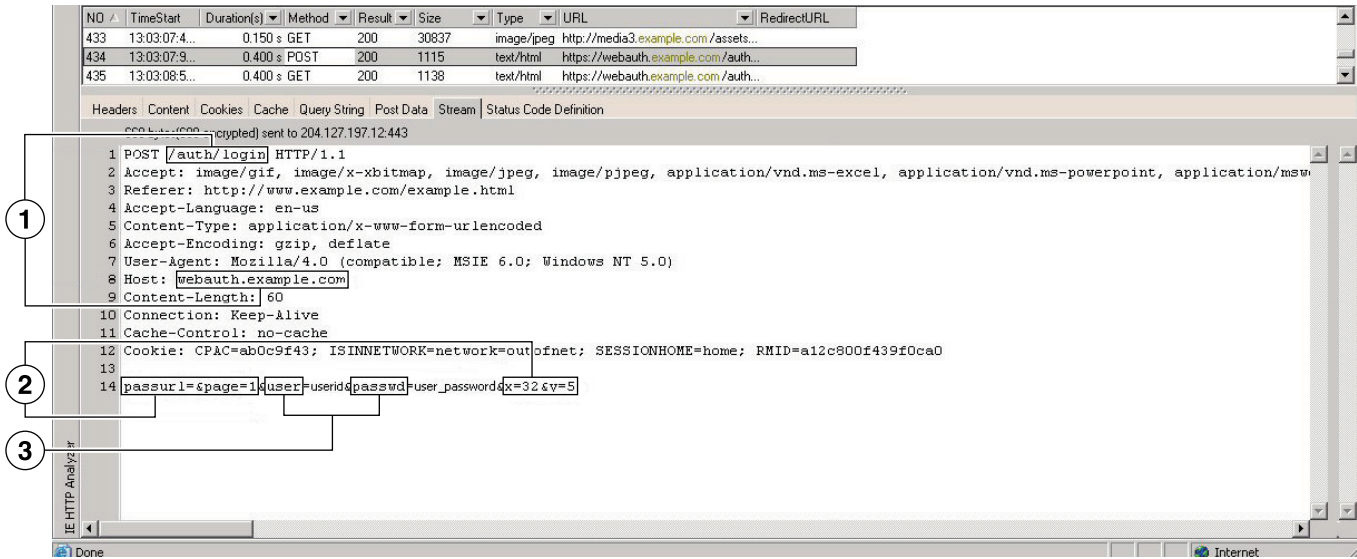 NO TimeStart Duration(s) Method Result Size Type URL RedirectURL
433 13:03:07:4... 0.150 s GET 200 30837 image/jpeg http://media3.example.com/assets...
434 13:03:07:9... 0.400 s POST 200 1115 text/html https://webauth.example.com/auth...
435 13:03:08:5... 0.400 s GET 200 1138 text/html https://webauth.example.com/auth...
Headers Content Cookies Cache Query String Post Data Stream Status Code Definition
encrypted) sent to 204.127.197.12:443
1 POST /auth/login HTTP/1.1
2 Accept: image/gif, image/x-xbitmap, image/jpeg, image/pjpeg, application/vnd.ms-excel, application/vnd.ms-powerpoint, application/msw
3 Referer: http://www.example.com/example.html
4 Accept-Language: en-us
5 Content-Type: application/x-www-form-urlencoded
6 Accept-Encoding: gzip, deflate
7 User-Agent: Mozilla/4.0 (compatible; MSIE 6.0; Windows NT 5.0)
8 Host: webauth.example.com
9 Content-Length: 60
10 Connection: Keep-Alive
11 Cache-Control: no-cache
12 Cookie: CPAC=ab0c9f43; ISINNETWORK=network=outofnet; SESSIONHOME=home; RMID=a12c800f439f0ca0
13
14 passurl=&page=1&user=userid&passwd=user_password&x=32&y=5
1
2
3
IE HTTP Analyzer
Done
Internet